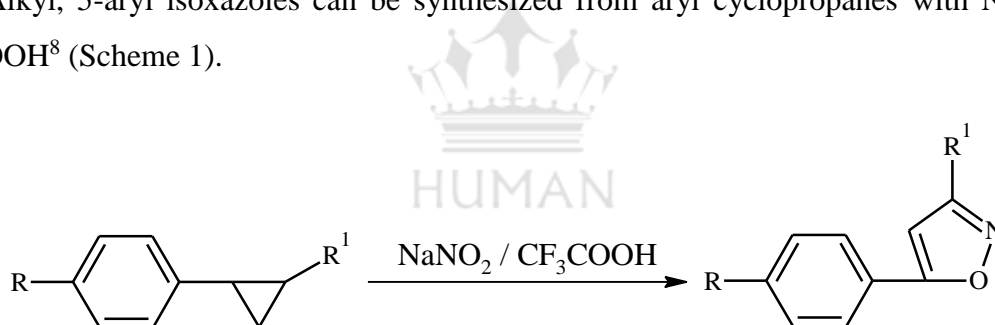 Alkyl, 5-aryl isoxazoles can be synthesized from aryl cyclopropanes with N
OOH⁸ (Scheme 1).
HUMAN
R¹
R
R¹
NaNO₂ / CF₃COOH
R
N
O